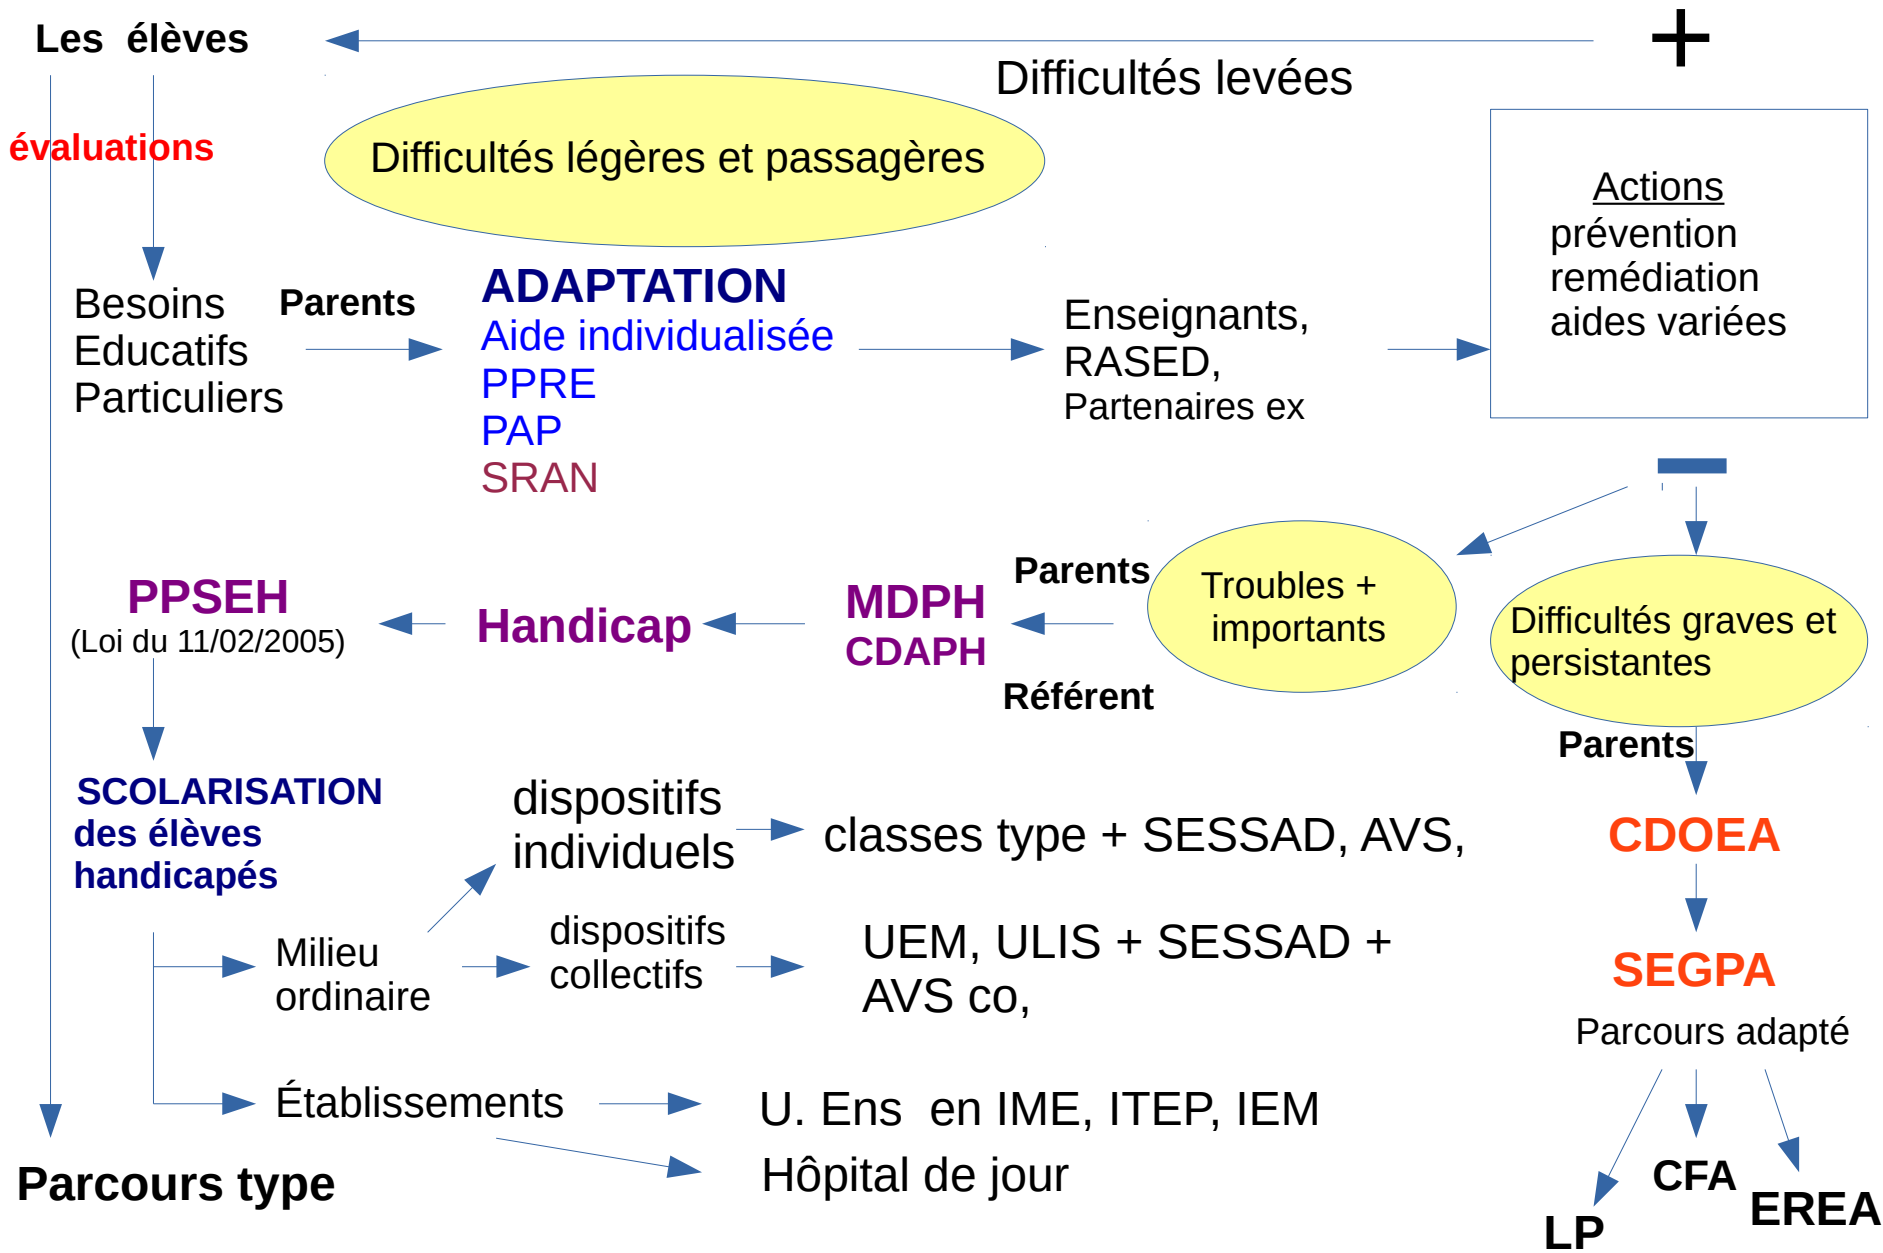 Les élèves
+
Difficultés levées
évaluations
Difficultés légères et passagères
Actions
prévention
remédiation
aides variées
Besoins
Educatifs
Particuliers
Parents
ADAPTATION
Aide individualisée
PPRE
PAP
SRAN
Enseignants,
RASED,
Partenaires ex
Troubles +
importants
Difficultés graves et
persistantes
Parents
Référent
MDPH
CDAPH
Handicap
PPSEH
(Loi du 11/02/2005)
Parents
CDOEA
SEGPA
Parcours adapté
LP
CFA
EREA
SCOLARISATION
des élèves
handicapés
Milieu
ordinaire
dispositifs
individuels
classes type + SESSAD, AVS,
dispositifs
collectifs
UEM, ULIS + SESSAD +
AVS co,
Établissements
U. Ens en IME, ITEP, IEM
Hôpital de jour
Parcours type